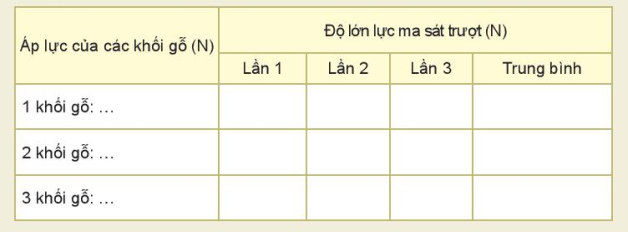 Áp lực của các khối gỗ (N)
Độ lớn lực ma sát trượt (N)
Lần 1
Lần 2
Lần 3
Trung bình
1 khối gỗ: …
2 khối gỗ: …
3 khối gỗ: …